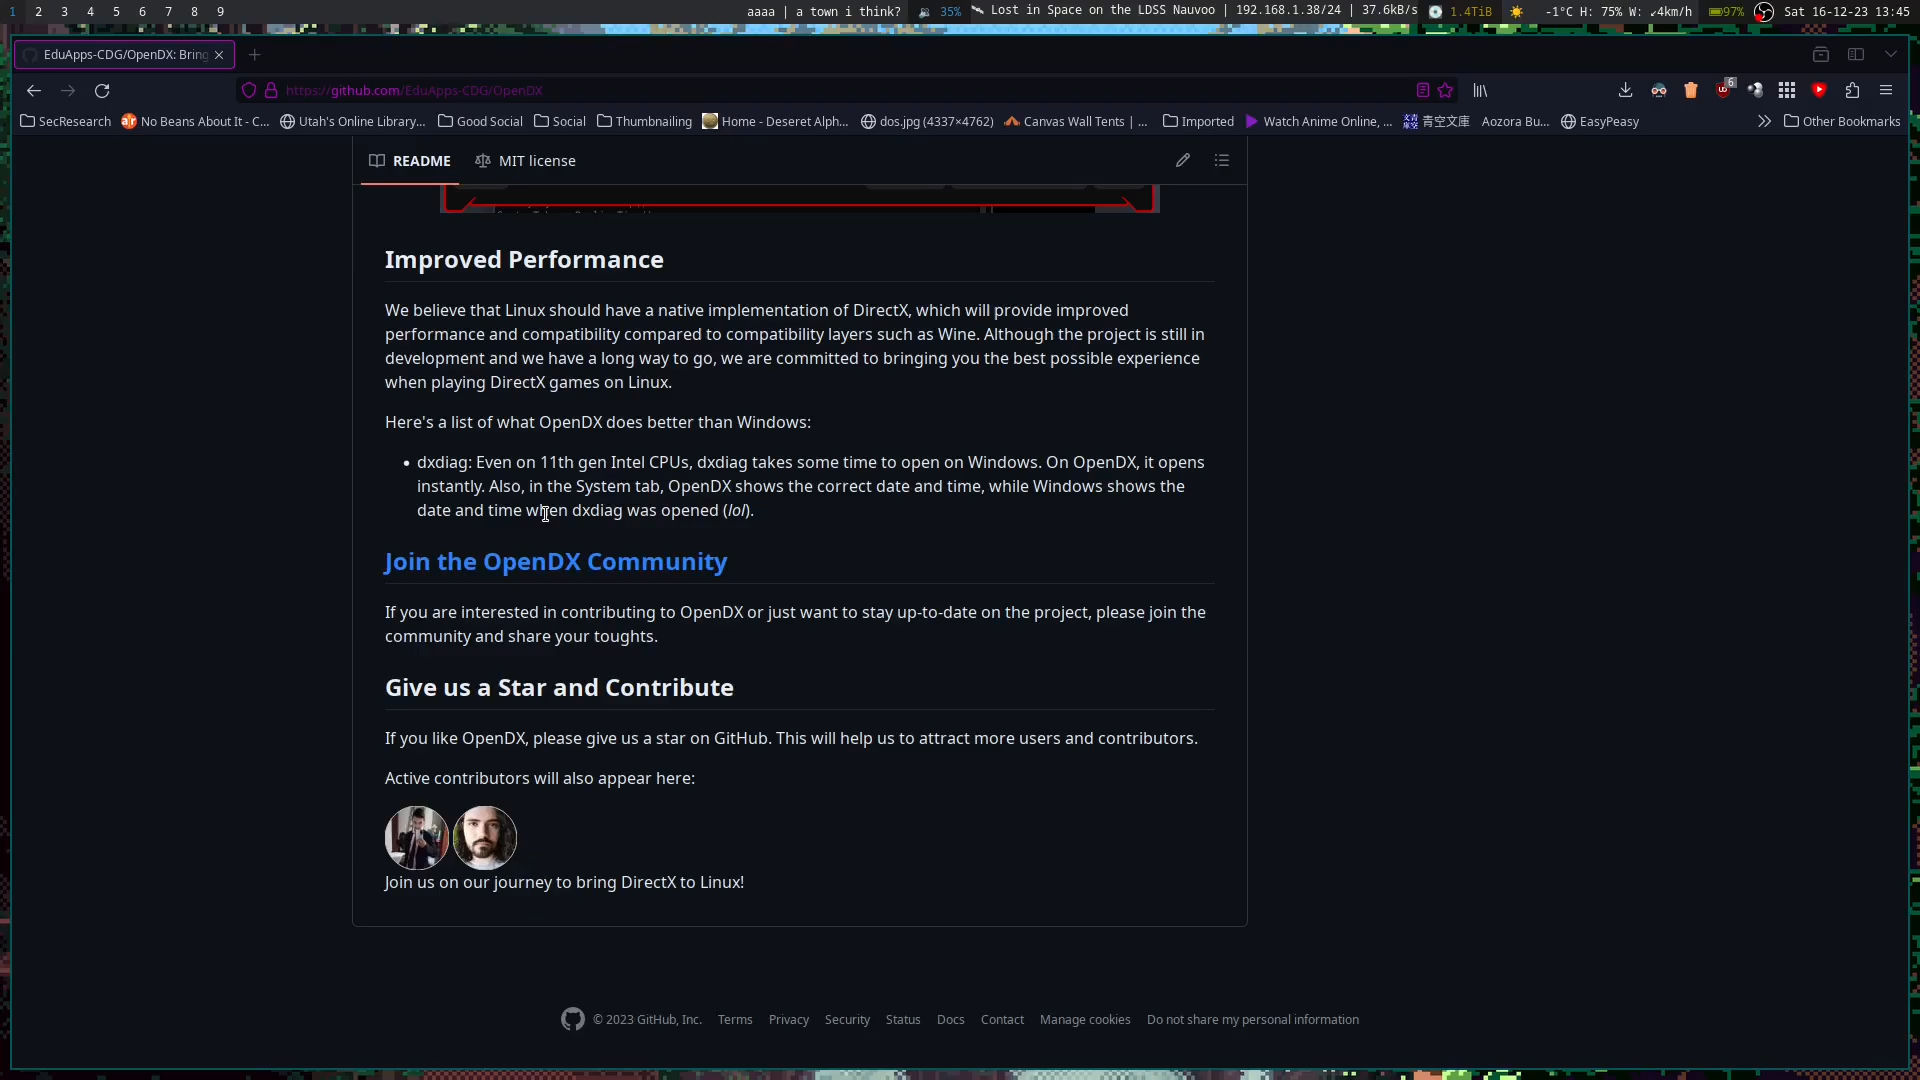 1 2 3 4 5 6 7 8 9 aaaa | a town i think? 35% Lost in Space on the LDSS Nauvoo | 192.168.1.38/24 | 37.6kB/s 1.4TiB -1°C H: 75% W: ↙4km/h 97% Sat 16-12-23 13:45
EduApps-CDG/OpenDX: Bring
https://github.com/EduApps-CDG/OpenDX 6
SecResearch No Beans About It - C... Utah's Online Library... Good Social Social Thumbnailing Home - Deseret Alph... dos.jpg (4337×4762) Canvas Wall Tents | ... Imported Watch Anime Online, ... 青空文庫 Aozora Bu... EasyPeasy Other Bookmarks
README MIT license
Improved Performance
We believe that Linux should have a native implementation of DirectX, which will provide improved
performance and compatibility compared to compatibility layers such as Wine. Although the project is still in
development and we have a long way to go, we are committed to bringing you the best possible experience
when playing DirectX games on Linux.
Here's a list of what OpenDX does better than Windows:
• dxdiag: Even on 11th gen Intel CPUs, dxdiag takes some time to open on Windows. On OpenDX, it opens
instantly. Also, in the System tab, OpenDX shows the correct date and time, while Windows shows the
date and time when dxdiag was opened (lol).
Join the OpenDX Community
If you are interested in contributing to OpenDX or just want to stay up-to-date on the project, please join the
community and share your toughts.
Give us a Star and Contribute
If you like OpenDX, please give us a star on GitHub. This will help us to attract more users and contributors.
Active contributors will also appear here:
Join us on our journey to bring DirectX to Linux!
© 2023 GitHub, Inc. Terms Privacy Security Status Docs Contact Manage cookies Do not share my personal information